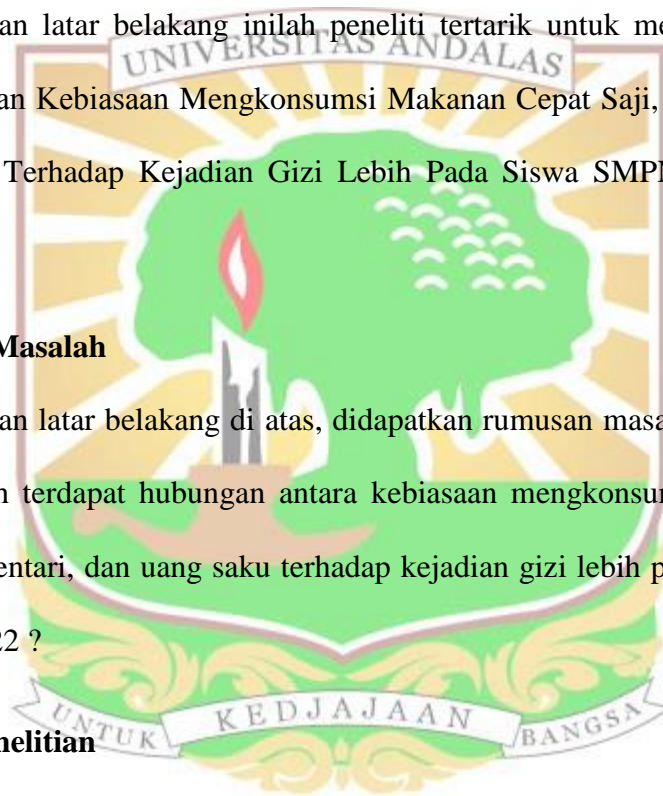 an latar belakang inilah peneliti tertarik untuk me
UNIVERSITAS ANDALAS
an Kebiasaan Mengkonsumsi Makanan Cepat Saji,
Terhadap Kejadian Gizi Lebih Pada Siswa SMPN
Masalah
an latar belakang di atas, didapatkan rumusan masa
n terdapat hubungan antara kebiasaan mengkonsu
entari, dan uang saku terhadap kejadian gizi lebih p
22 ?
UNTUK KEDJAJAAN BANGSA
nelitian